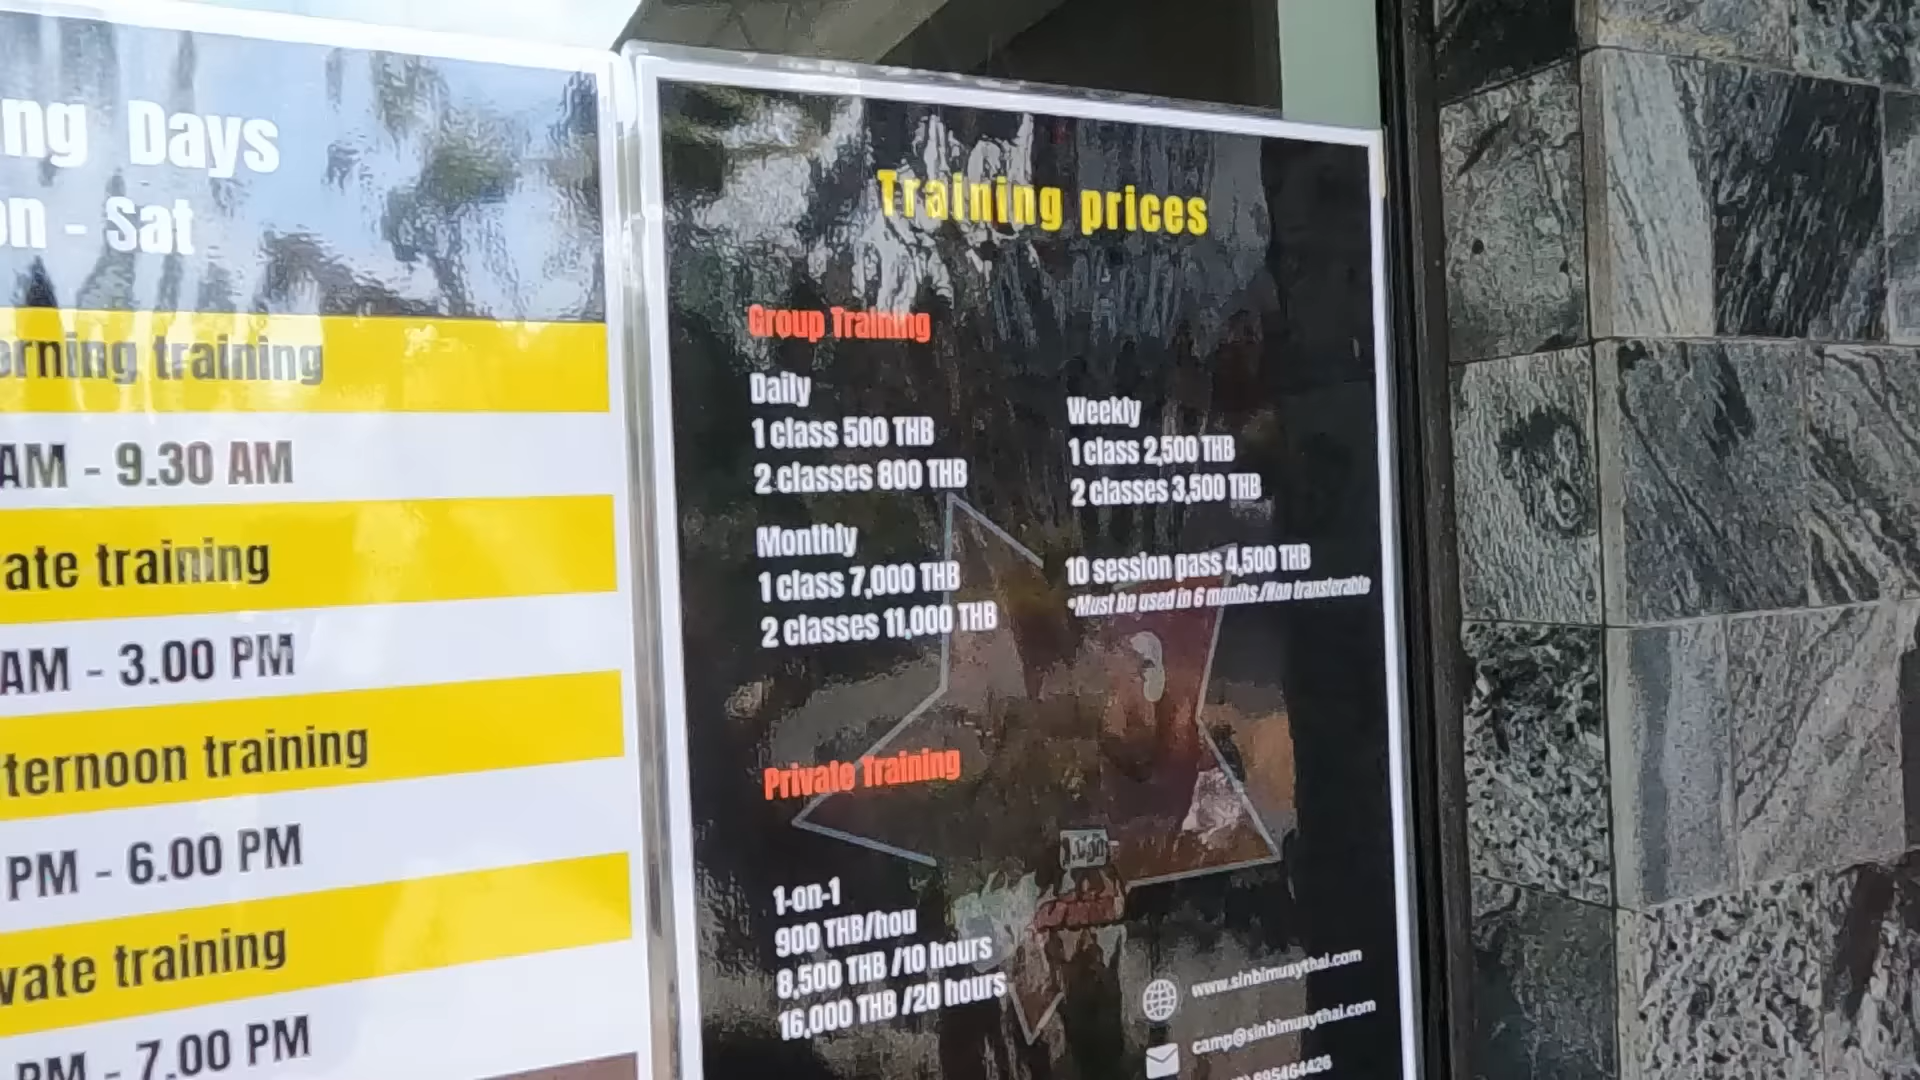 ng Days
on - Sat
orning training
AM - 9.30 AM
ate training
AM - 3.00 PM
ternoon training
PM - 6.00 PM
vate training
PM - 7.00 PM
Training prices
Group Training
Daily
1 class 500 THB
2 classes 800 THB
Weekly
1 class 2,500 THB
2 classes 3,500 THB
Monthly
1 class 7,000 THB
2 classes 11,000 THB
10 session pass 4,500 THB
*Must be used in 6 months /Non transferable
Private Training
1-on-1
900 THB/hou
8,500 THB /10 hours
16,000 THB /20 hours
www.sinbimuaythai.com
camp@sinbimuaythai.com
895464426